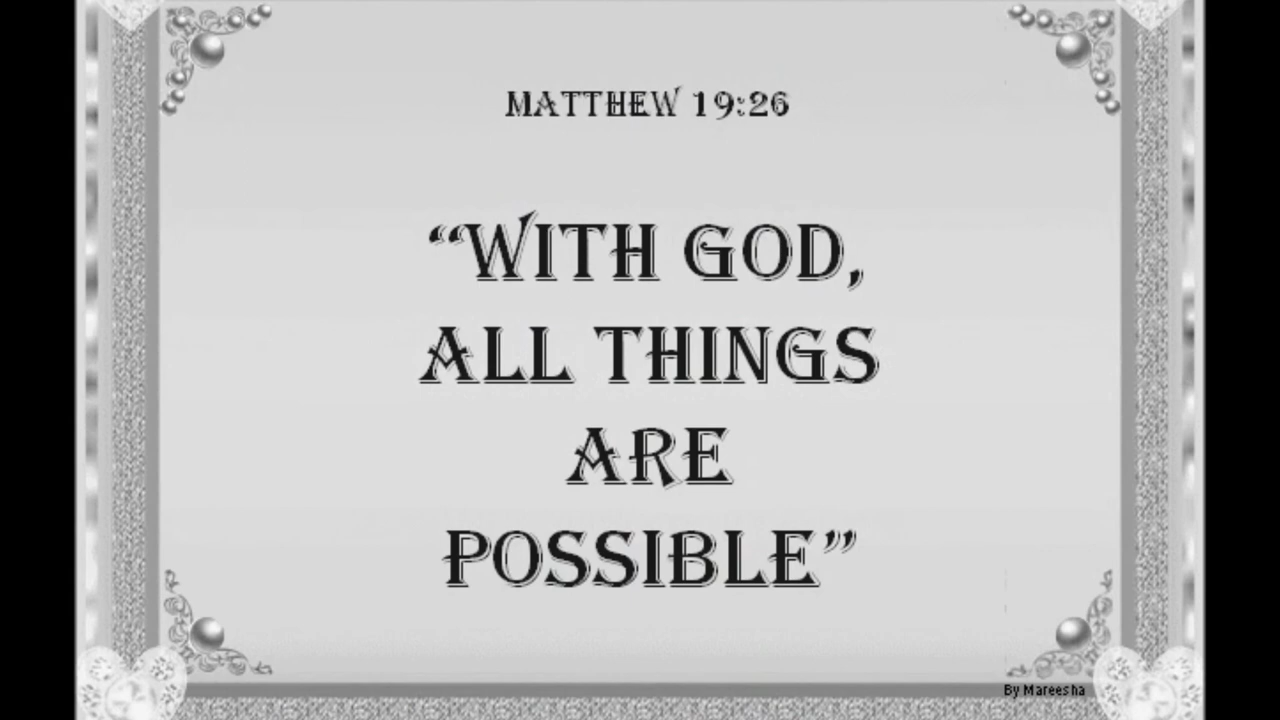 MATTHEW 19:26
“WITH GOD,
ALL THINGS
ARE
POSSIBLE”
By Mareesha